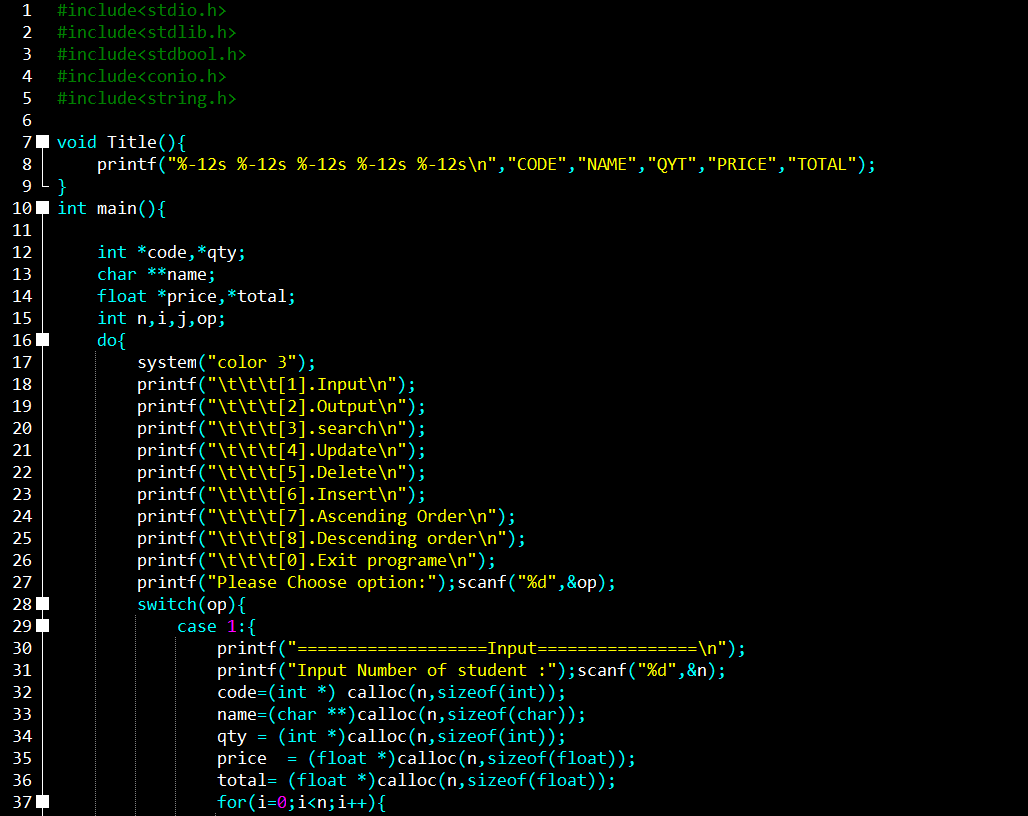 1 #include<stdio.h>
2 #include<stdlib.h>
3 #include<stdbool.h>
4 #include<conio.h>
5 #include<string.h>
6
7 void Title(){
8     printf("%-12s %-12s %-12s %-12s %-12s\n","CODE","NAME","QYT","PRICE","TOTAL");
9 }
10 int main(){
11
12     int *code,*qty;
13     char **name;
14     float *price,*total;
15     int n,i,j,op;
16     do{
17         system("color 3");
18         printf("\t\t\t[1].Input\n");
19         printf("\t\t\t[2].Output\n");
20         printf("\t\t\t[3].search\n");
21         printf("\t\t\t[4].Update\n");
22         printf("\t\t\t[5].Delete\n");
23         printf("\t\t\t[6].Insert\n");
24         printf("\t\t\t[7].Ascending Order\n");
25         printf("\t\t\t[8].Descending order\n");
26         printf("\t\t\t[0].Exit programe\n");
27         printf("Please Choose option:");scanf("%d",&op);
28         switch(op){
29             case 1:{
30                 printf("===================Input================\n");
31                 printf("Input Number of student :");scanf("%d",&n);
32                 code=(int *) calloc(n,sizeof(int));
33                 name=(char **)calloc(n,sizeof(char));
34                 qty = (int *)calloc(n,sizeof(int));
35                 price  = (float *)calloc(n,sizeof(float));
36                 total= (float *)calloc(n,sizeof(float));
37                 for(i=0;i<n;i++){